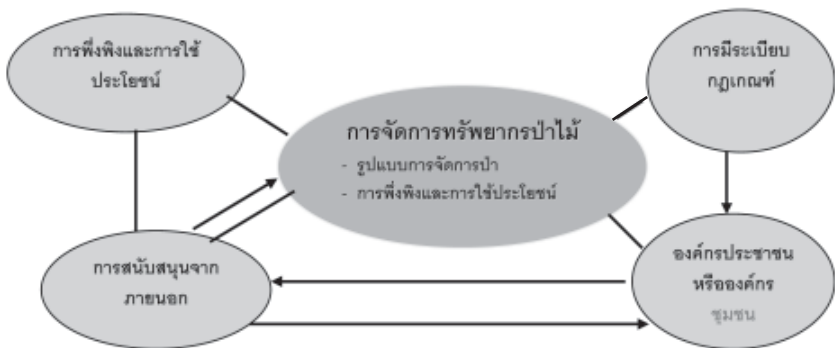 การพึ่งพิงและการใช้
ประโยชน์
การมีระเบียบ
กฎเกณฑ์
การจัดการทรัพยากรป่าไม้
- รูปแบบการจัดการป่า
- การพึ่งพิงและการใช้ประโยชน์
การสนับสนุนจาก
ภายนอก
องค์กรประชาชน
หรือองค์กร
ชุมชน